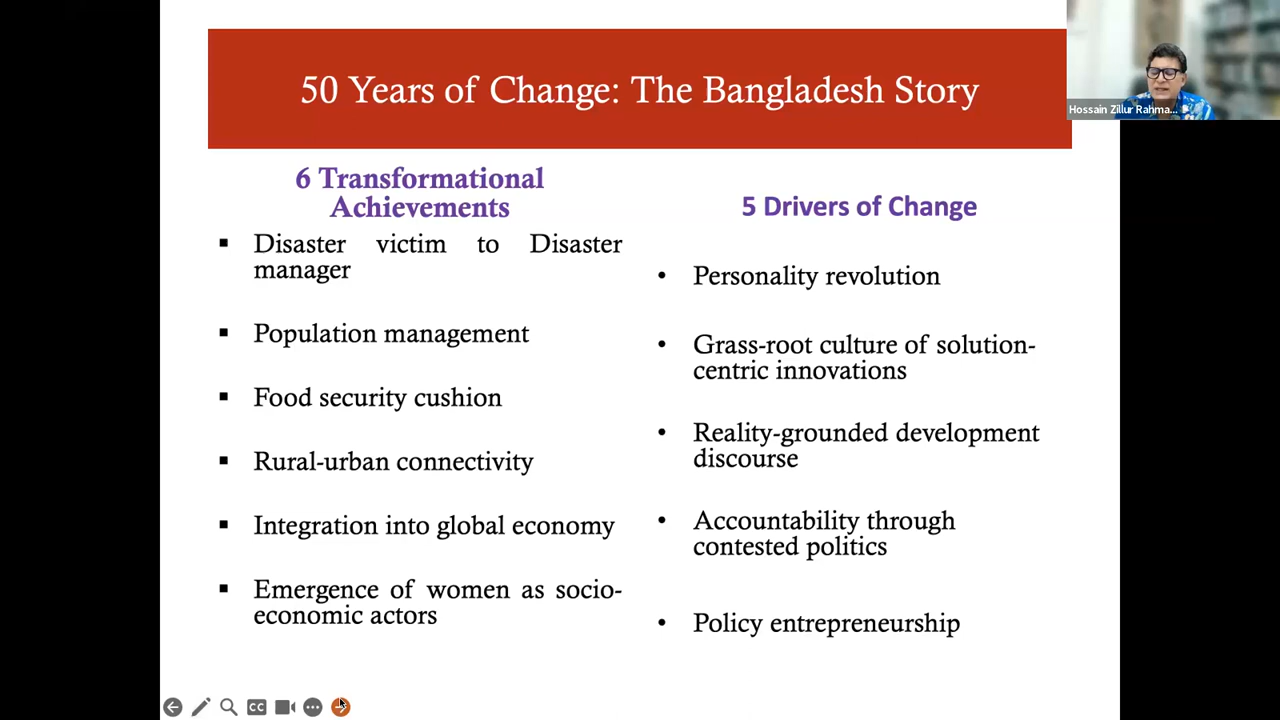 50 Years of Change: The Bangladesh Story
Hossain Zillur Rahma...
6 Transformational
Achievements
▪ Disaster victim to Disaster
manager
▪ Population management
▪ Food security cushion
▪ Rural-urban connectivity
▪ Integration into global economy
▪ Emergence of women as socio-
economic actors
5 Drivers of Change
• Personality revolution
• Grass-root culture of solution-
centric innovations
• Reality-grounded development
discourse
• Accountability through
contested politics
• Policy entrepreneurship
CC